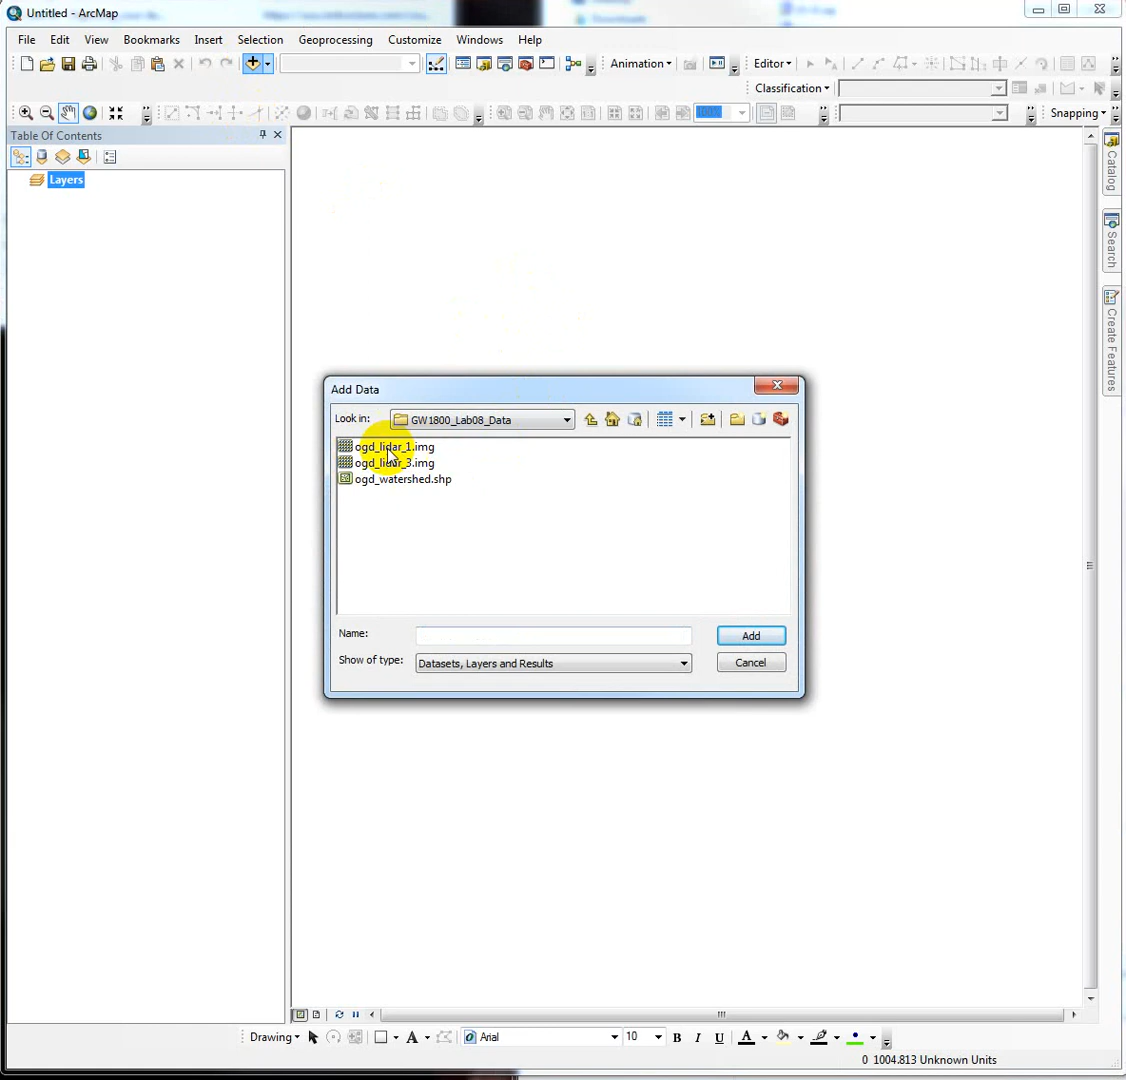 Untitled - ArcMap
File Edit View Bookmarks Insert Selection Geoprocessing Customize Windows Help
Animation Editor
Classification
100%
Snapping
Table Of Contents
Layers
Catalog
Search
Create Features
Add Data
Look in: GW1800_Lab08_Data
ogd_lidar_1.img
ogd_lidar_3.img
ogd_watershed.shp
Name: Add
Show of type: Datasets, Layers and Results Cancel
Drawing A Arial 10 B I U A
0 1004.813 Unknown Units